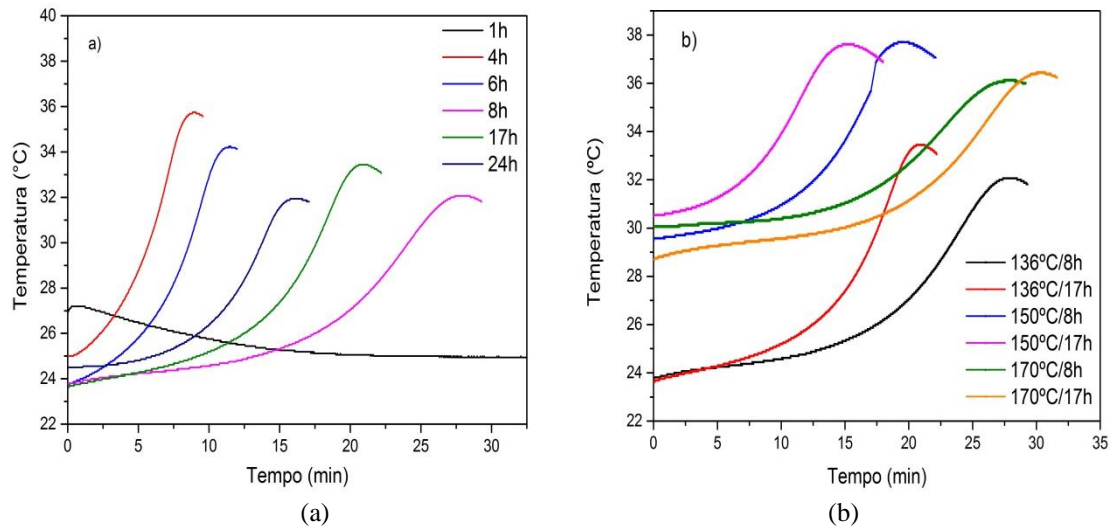 a)
1h
4h
6h
8h
17h
24h
40
38
36
34
32
30
28
26
24
22
0 5 10 15 20 25 30
Temperatura (°C)
Tempo (min)
(a)
b)
38
36
34
32
30
28
26
24
22
0 5 10 15 20 25 30 35
Temperatura (ºC)
136ºC/8h
136ºC/17h
150ºC/8h
150ºC/17h
170ºC/8h
170ºC/17h
Tempo (min)
(b)